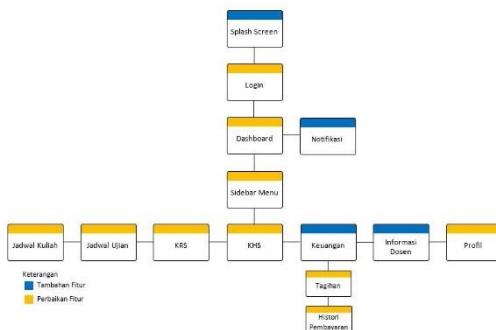 Splash Screen
Login
Dashboard
Notifikasi
Sidebar Menu
Jadwal Kuliah
Jadwal Ujian
KRS
KHS
Keuangan
Informasi
Dosen
Profil
Keterangan
Tambahan Fitur
Perbaikan Fitur
Tagihan
Histori
Pembayaran